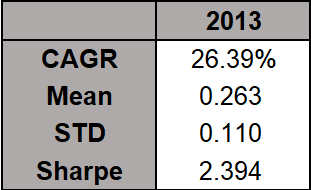 2013
CAGR 26.39%
Mean 0.263
STD 0.110
Sharpe 2.394